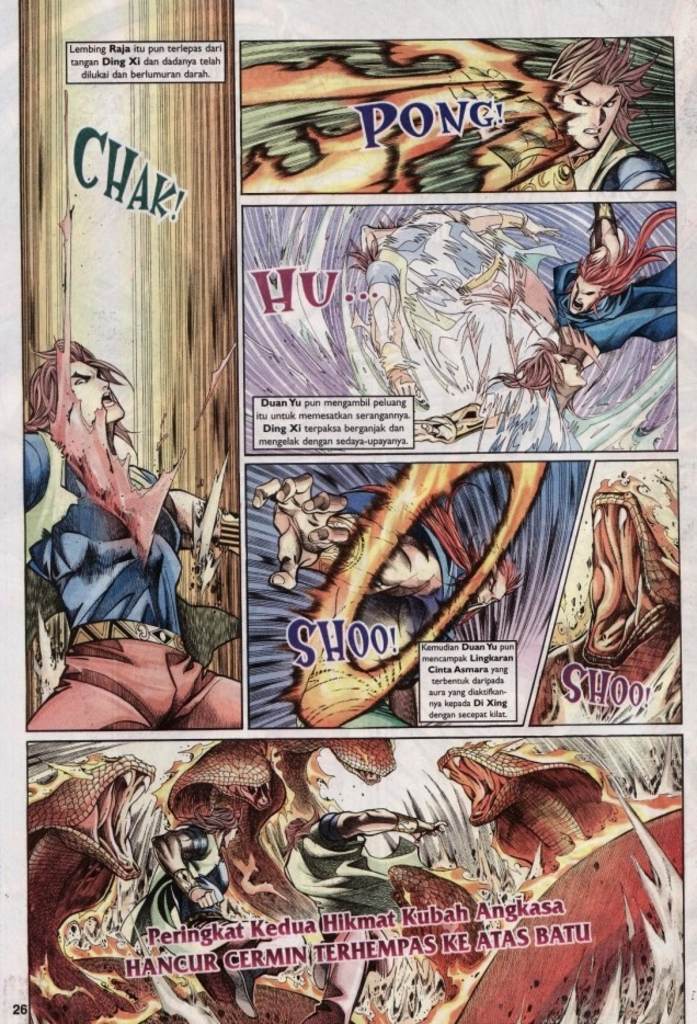 Lembing Raja itu pun terlepas dari
tangan Ding Xi dan dadanya telah
dilukai dan berlumuran darah.
CHAK!
PONG!
HU...
Duan Yu pun mengambil peluang
itu untuk memesatkan serangannya.
Ding Xi terpaksa berganjak dan
mengelak dengan sedaya-upayanya.
SHOO!
Kemudian Duan Yu pun
mencampak Lingkaran
Cinta Asmara yang
terbentuk daripada
aura yang diaktifkan-
nya kepada Di Xing
dengan secepat kilat.
SHOO!
Peringkat Kedua Hikmat Kubah Angkasa
HANCUR CERMIN TERHEMPAS KE ATAS BATU
26